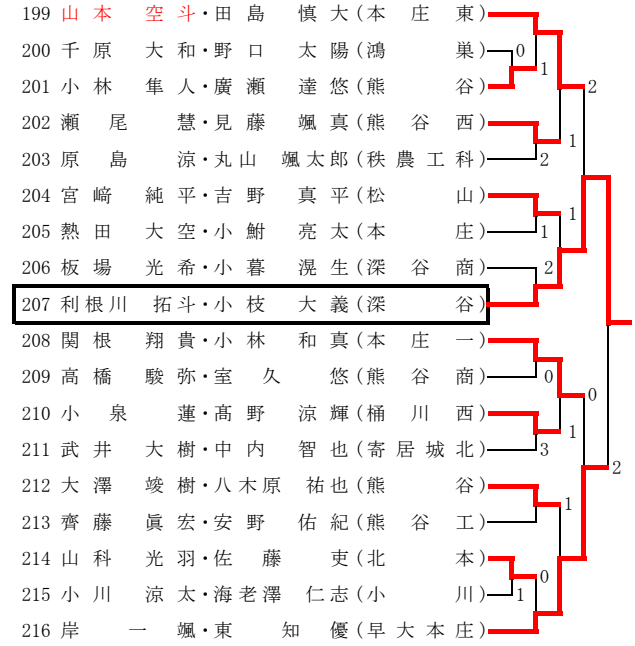 199 山本 空斗・田島 慎大(本庄東)
200 千原 大和・野口 太陽(鴻巣)
0
1
201 小林 隼人・廣瀬 達悠(熊谷)
2
202 瀬尾 慧・見藤 颯真(熊谷西)
1
203 原島 涼・丸山 颯太郎(秩農工科)
2
204 宮﨑 純平・吉野 真平(松山)
1
205 熱田 大空・小鮒 亮太(本庄)
1
206 板場 光希・小暮 滉生(深谷商)
2
207 利根川 拓斗・小枝 大義(深谷)
208 関根 翔貴・小林 和真(本庄一)
209 高橋 駿弥・室久 悠(熊谷商)
0
0
210 小泉 蓮・髙野 涼輝(桶川西)
1
211 武井 大樹・中内 智也(寄居城北)
3
2
212 大澤 竣樹・八木原 祐也(熊谷)
1
213 齊藤 眞宏・安野 佑紀(熊谷工)
214 山科 光羽・佐藤 吏(北本)
0
215 小川 涼太・海老澤 仁志(小川)
1
216 岸 一颯・東 知優(早大本庄)